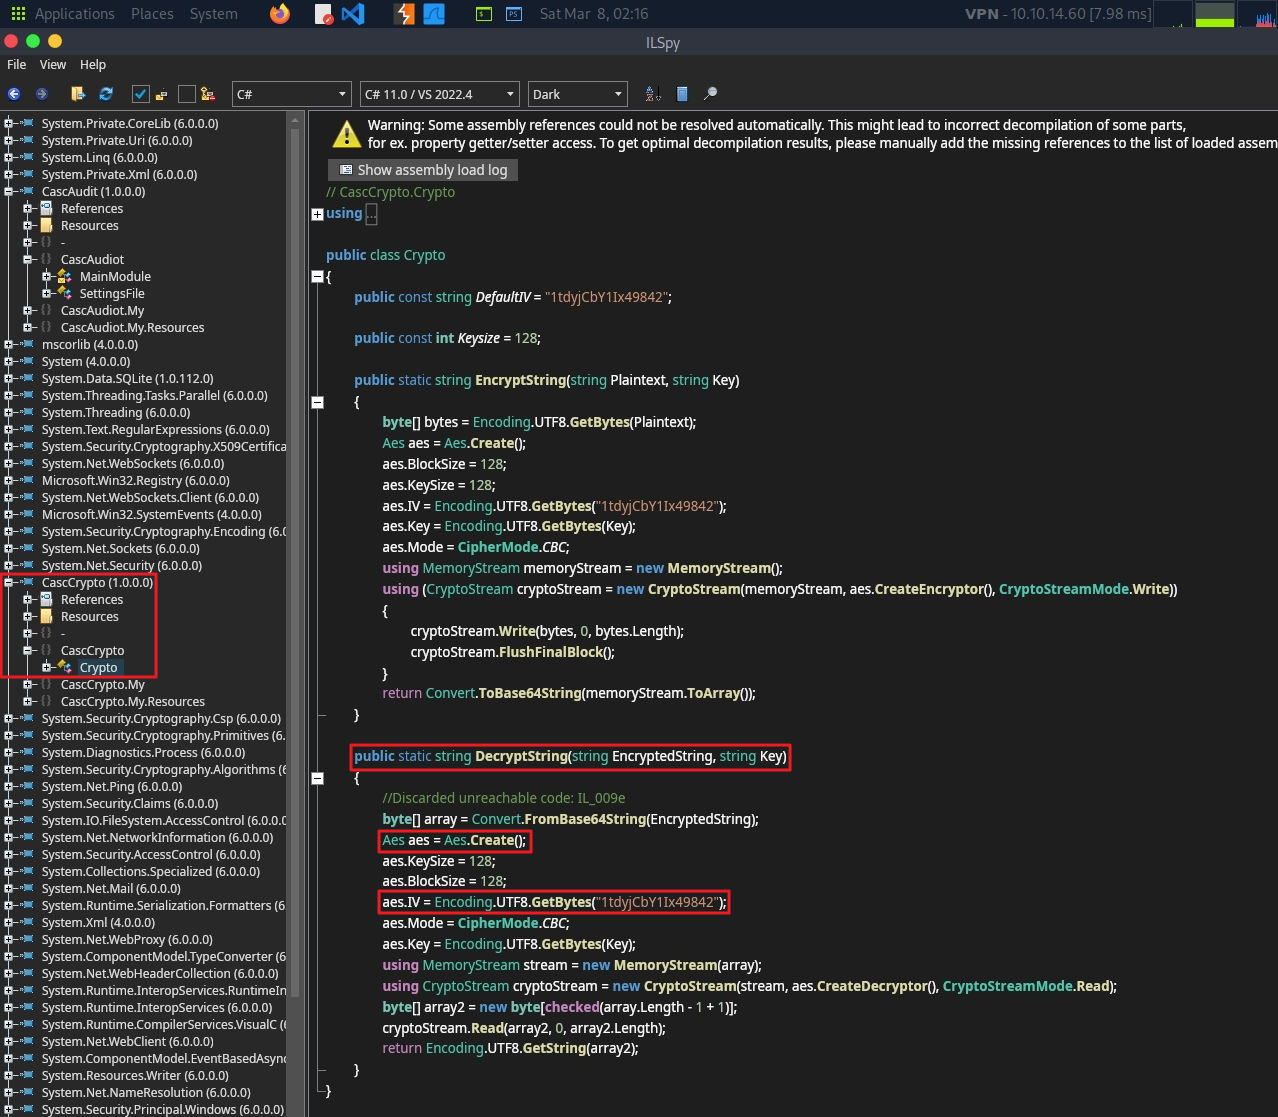 Applications Places System Sat Mar 8, 02:16 VPN - 10.10.14.60 [7.98 ms]
ILSpy
File View Help
C# C# 11.0 / VS 2022.4 Dark
System.Private.CoreLib (6.0.0.0)
System.Private.Uri (6.0.0.0)
System.Linq (6.0.0.0)
System.Private.Xml (6.0.0.0)
CascAudit (1.0.0.0)
References
Resources
-
CascAudiot
MainModule
SettingsFile
CascAudiot.My
CascAudiot.My.Resources
mscorlib (4.0.0.0)
System (4.0.0.0)
System.Data.SQLite (1.0.112.0)
System.Threading.Tasks.Parallel (6.0.0.0)
System.Threading (6.0.0.0)
System.Text.RegularExpressions (6.0.0.0)
System.Security.Cryptography.X509Certifica
System.Net.WebSockets (6.0.0.0)
Microsoft.Win32.Registry (6.0.0.0)
System.Net.WebSockets.Client (6.0.0.0)
Microsoft.Win32.SystemEvents (4.0.0.0)
System.Security.Cryptography.Encoding (6.0
System.Net.Sockets (6.0.0.0)
System.Net.Security (6.0.0.0)
CascCrypto (1.0.0.0)
References
Resources
-
CascCrypto
Crypto
CascCrypto.My
CascCrypto.My.Resources
System.Security.Cryptography.Csp (6.0.0.0)
System.Security.Cryptography.Primitives (6.
System.Diagnostics.Process (6.0.0.0)
System.Security.Cryptography.Algorithms (6
System.Net.Ping (6.0.0.0)
System.Security.Claims (6.0.0.0)
System.IO.FileSystem.AccessControl (6.0.0.0
System.Net.NetworkInformation (6.0.0.0)
System.Security.AccessControl (6.0.0.0)
System.Collections.Specialized (6.0.0.0)
System.Net.Mail (6.0.0.0)
System.Runtime.Serialization.Formatters (6
System.Xml (4.0.0.0)
System.Net.WebProxy (6.0.0.0)
System.ComponentModel.TypeConverter (6
System.Net.WebHeaderCollection (6.0.0.0)
System.Runtime.InteropServices.RuntimeIn
System.Runtime.InteropServices (6.0.0.0)
System.Runtime.CompilerServices.VisualC (6
System.Net.WebClient (6.0.0.0)
System.ComponentModel.EventBasedAsync
System.Resources.Writer (6.0.0.0)
System.Net.NameResolution (6.0.0.0)
System.Security.Principal.Windows (6.0.0.0)
Warning: Some assembly references could not be resolved automatically. This might lead to incorrect decompilation of some parts,
for ex. property getter/setter access. To get optimal decompilation results, please manually add the missing references to the list of loaded assem
Show assembly load log
// CascCrypto.Crypto
using ...
public class Crypto
{
public const string DefaultIV = "1tdyjCbY1Ix49842";
public const int Keysize = 128;
public static string EncryptString(string Plaintext, string Key)
{
byte[] bytes = Encoding.UTF8.GetBytes(Plaintext);
Aes aes = Aes.Create();
aes.BlockSize = 128;
aes.KeySize = 128;
aes.IV = Encoding.UTF8.GetBytes("1tdyjCbY1Ix49842");
aes.Key = Encoding.UTF8.GetBytes(Key);
aes.Mode = CipherMode.CBC;
using MemoryStream memoryStream = new MemoryStream();
using (CryptoStream cryptoStream = new CryptoStream(memoryStream, aes.CreateEncryptor(), CryptoStreamMode.Write))
{
cryptoStream.Write(bytes, 0, bytes.Length);
cryptoStream.FlushFinalBlock();
}
return Convert.ToBase64String(memoryStream.ToArray());
}
public static string DecryptString(string EncryptedString, string Key)
{
//Discarded unreachable code: IL_009e
byte[] array = Convert.FromBase64String(EncryptedString);
Aes aes = Aes.Create();
aes.KeySize = 128;
aes.BlockSize = 128;
aes.IV = Encoding.UTF8.GetBytes("1tdyjCbY1Ix49842");
aes.Mode = CipherMode.CBC;
aes.Key = Encoding.UTF8.GetBytes(Key);
using MemoryStream stream = new MemoryStream(array);
using CryptoStream cryptoStream = new CryptoStream(stream, aes.CreateDecryptor(), CryptoStreamMode.Read);
byte[] array2 = new byte[checked(array.Length - 1 + 1)];
cryptoStream.Read(array2, 0, array2.Length);
return Encoding.UTF8.GetString(array2);
}
}